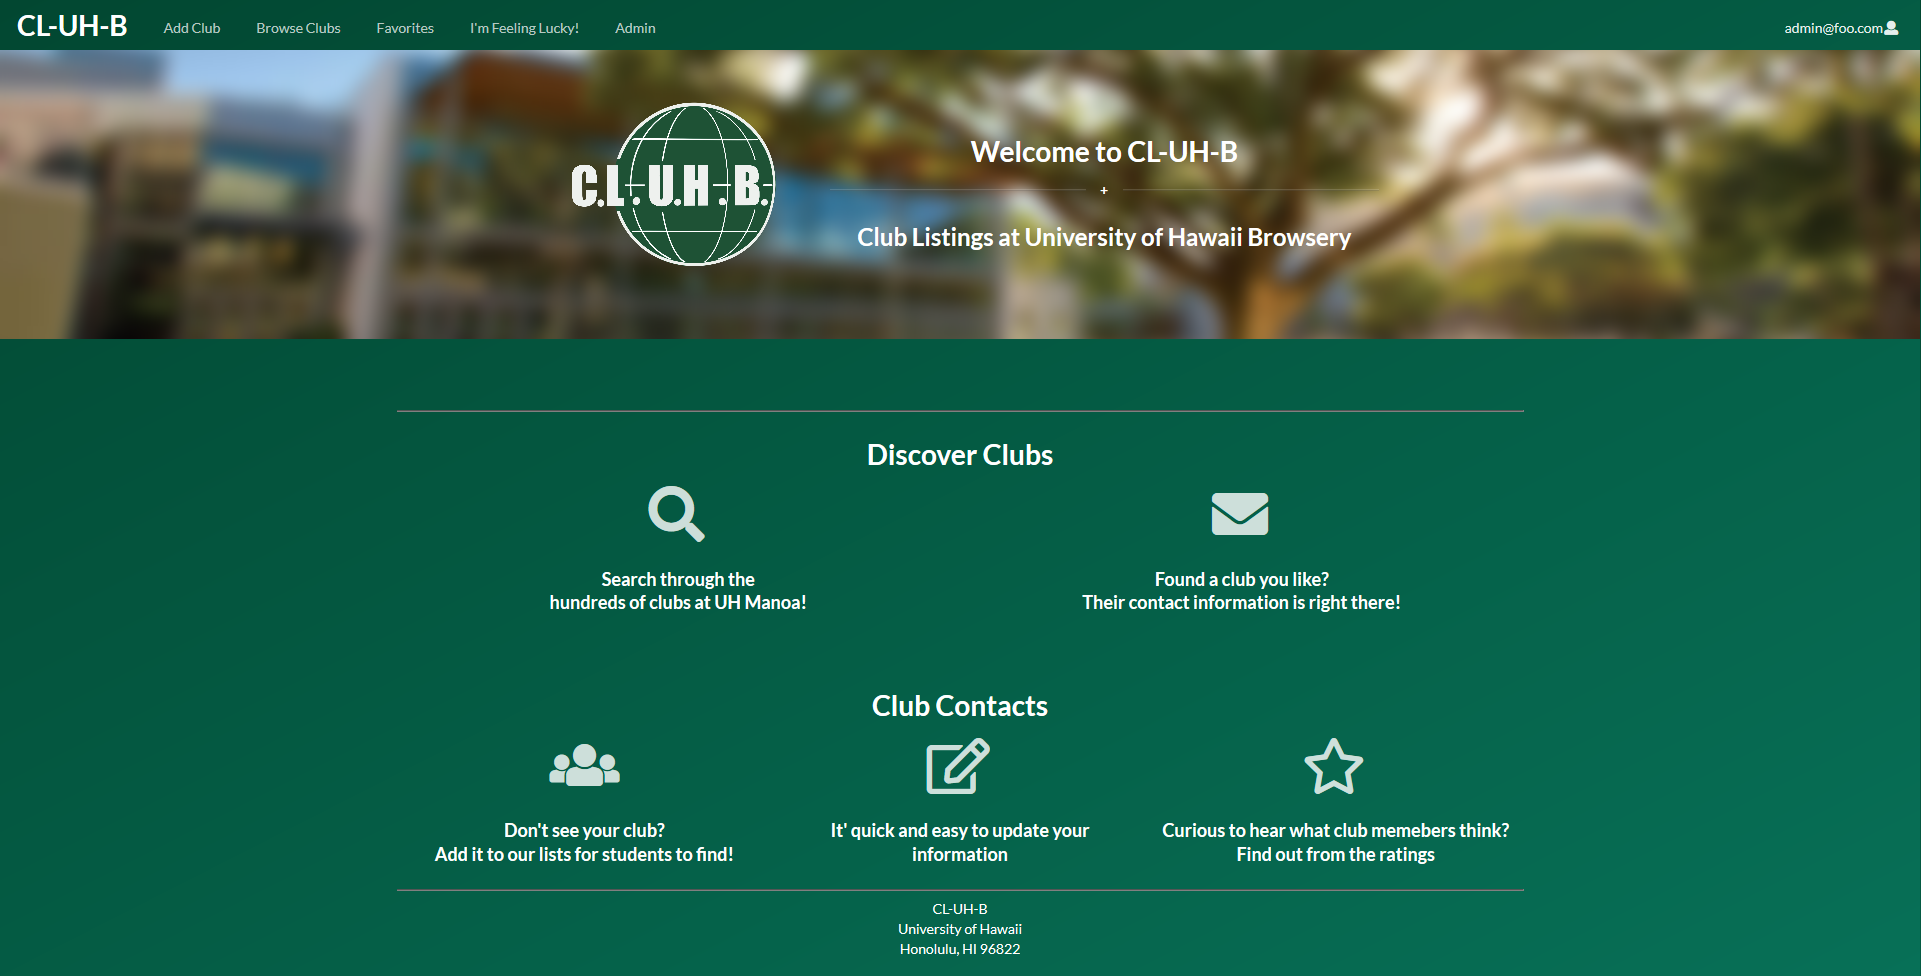 CL-UH-B
Add Club
Browse Clubs
Favorites
I'm Feeling Lucky!
Admin
admin@foo.com
C.L.U.H.B.
Welcome to CL-UH-B
+
Club Listings at University of Hawaii Browsery
Discover Clubs
Search through the
hundreds of clubs at UH Manoa!
Found a club you like?
Their contact information is right there!
Club Contacts
Don't see your club?
Add it to our lists for students to find!
It' quick and easy to update your
information
Curious to hear what club memebers think?
Find out from the ratings
CL-UH-B
University of Hawaii
Honolulu, HI 96822